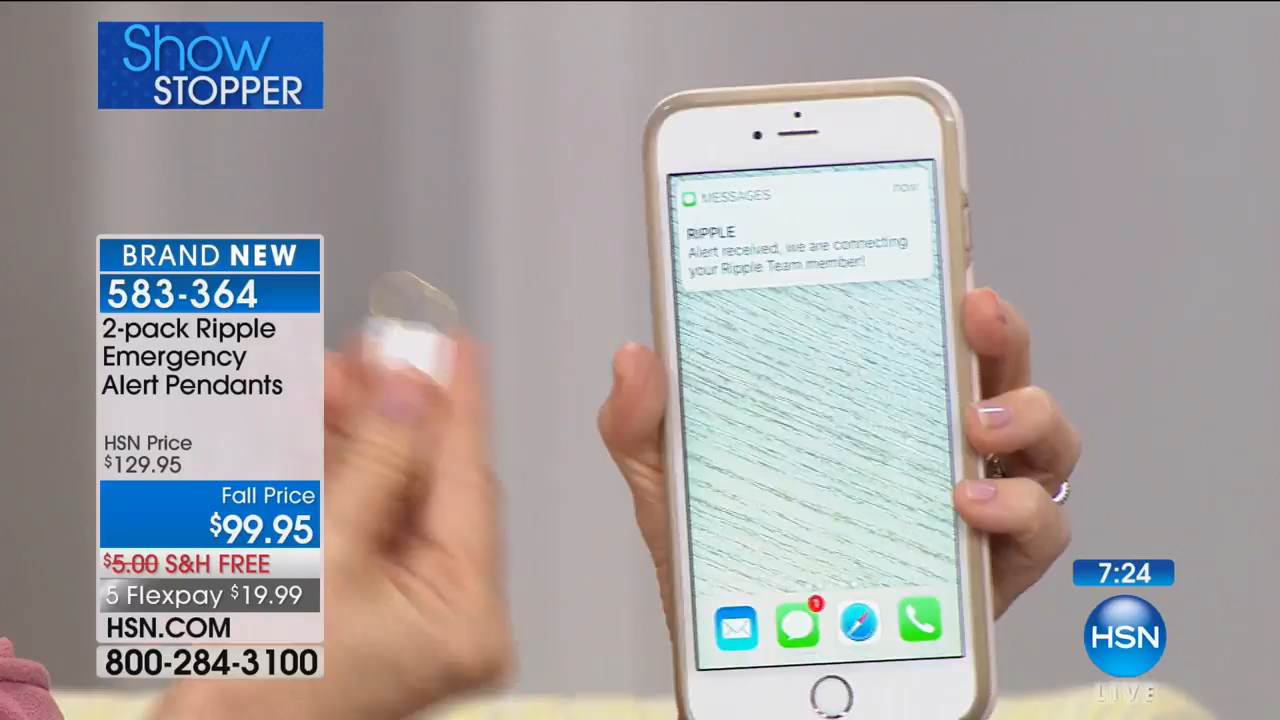 Show
STOPPER
BRAND NEW
583-364
2-pack Ripple
Emergency
Alert Pendants
HSN Price
$129.95
Fall Price
$99.95
$5.00 S&H FREE
5 Flexpay $19.99
HSN.COM
800-284-3100
MESSAGES now
RIPPLE
Alert received, we are connecting
your Ripple Team member!
1
7:24
HSN
LIVE